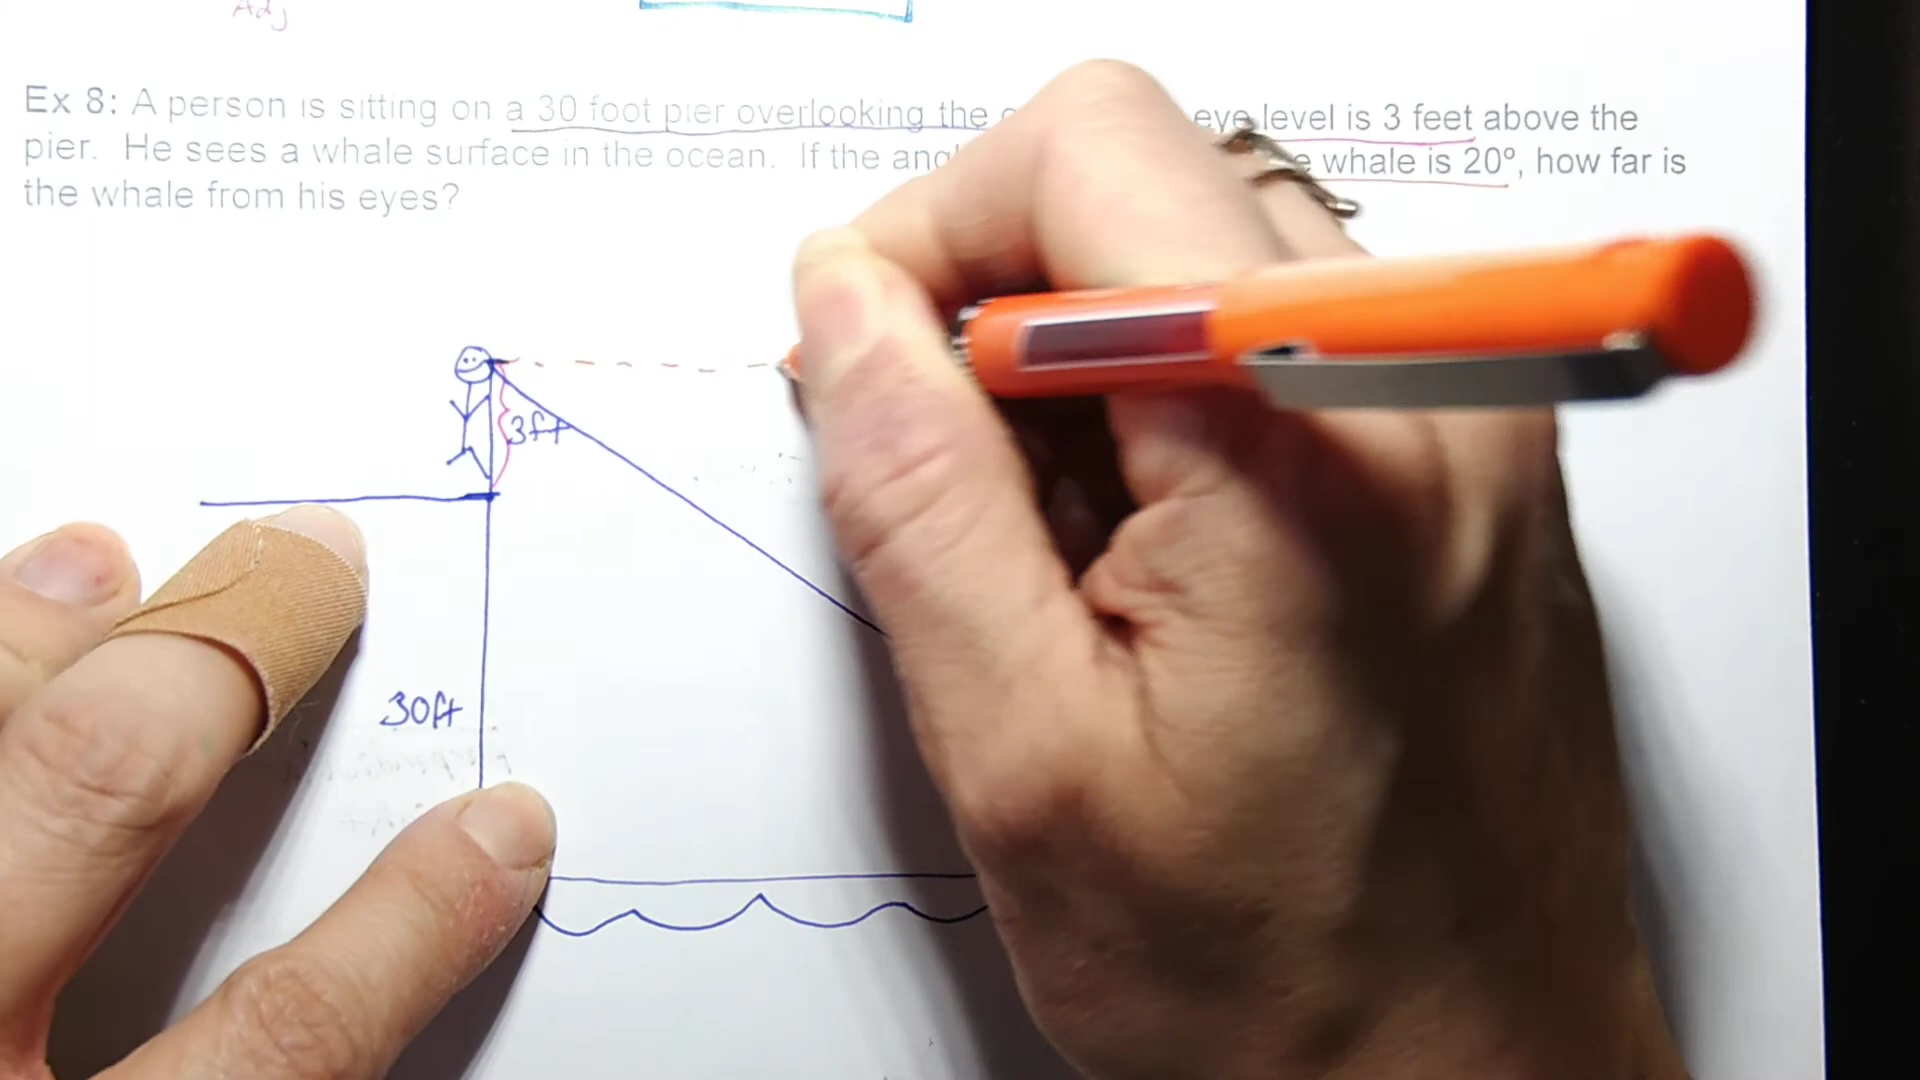 Adj
Ex 8: A person is sitting on a 30 foot pier overlooking the eye level is 3 feet above the
pier. He sees a whale surface in the ocean. If the whale is 20º, how far is
the whale from his eyes?
3ft
30ft